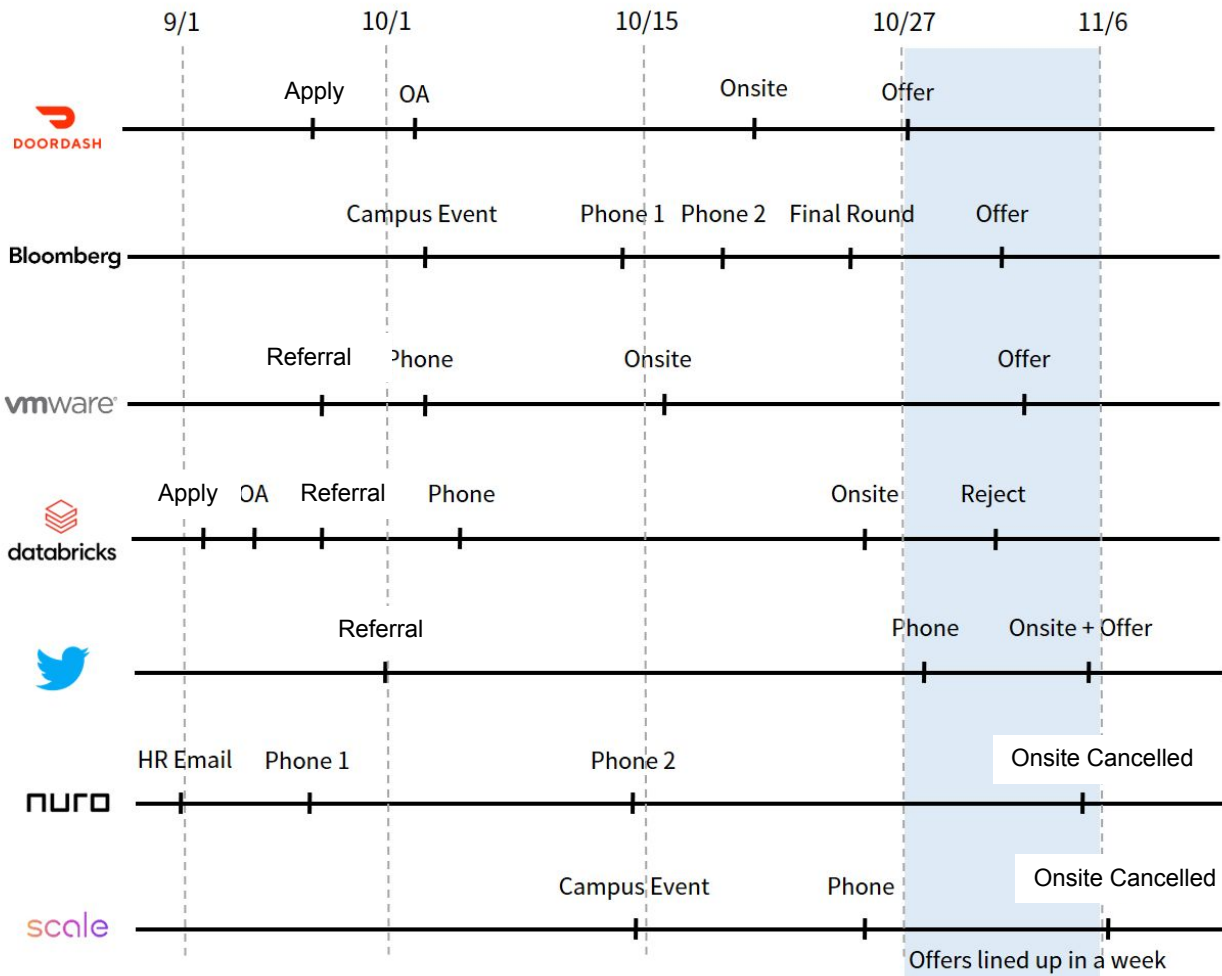 9/1 10/1 10/15 10/27 11/6
Apply OA Onsite Offer
DOORDASH
Campus Event Phone 1 Phone 2 Final Round Offer
Bloomberg
Referral Phone Onsite Offer
vmware
Apply OA Referral Phone Onsite Reject
databricks
Referral Phone Onsite + Offer
HR Email Phone 1 Phone 2 Onsite Cancelled
nuro
Campus Event Phone Onsite Cancelled
scale
Offers lined up in a week